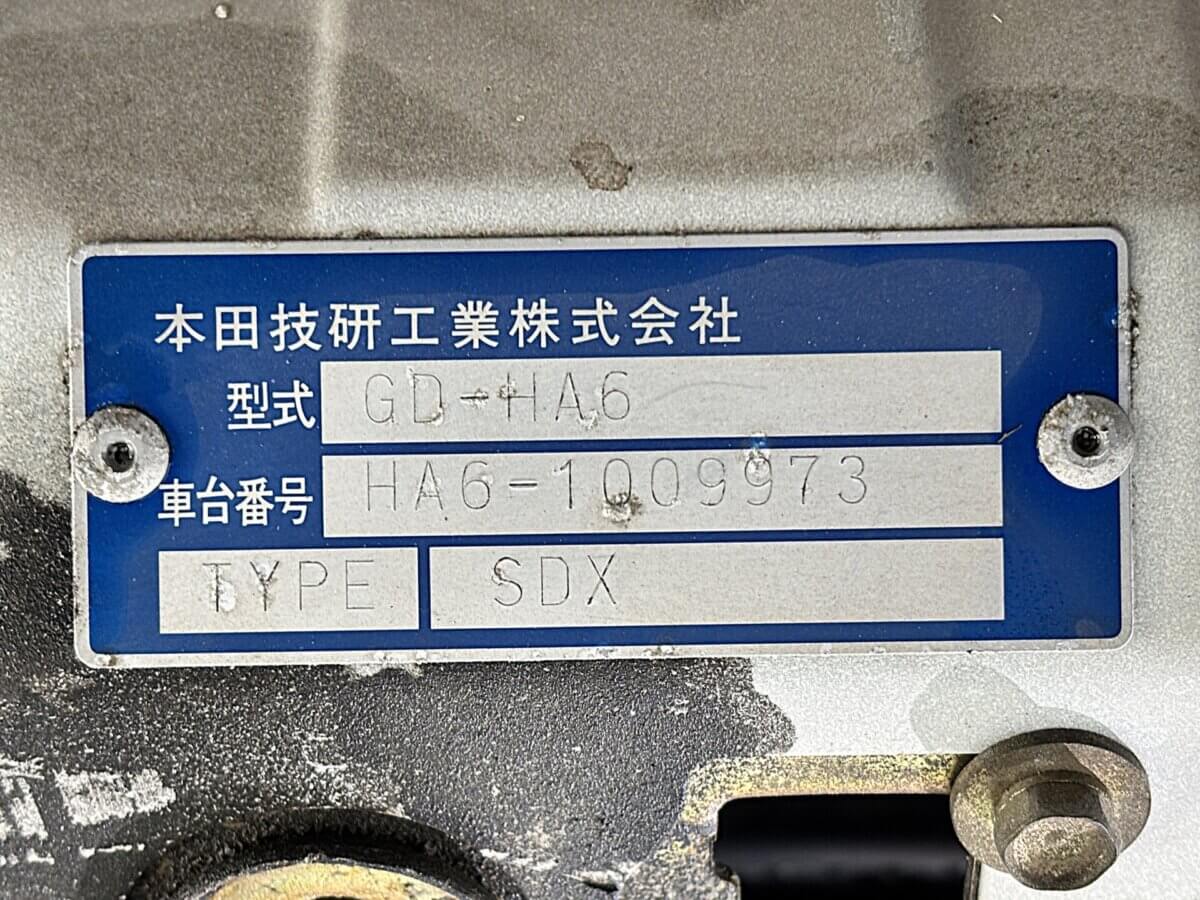 本田技研工業株式会社
型式 GD-HA6
車台番号 HA6-1009973
TYPE SDX